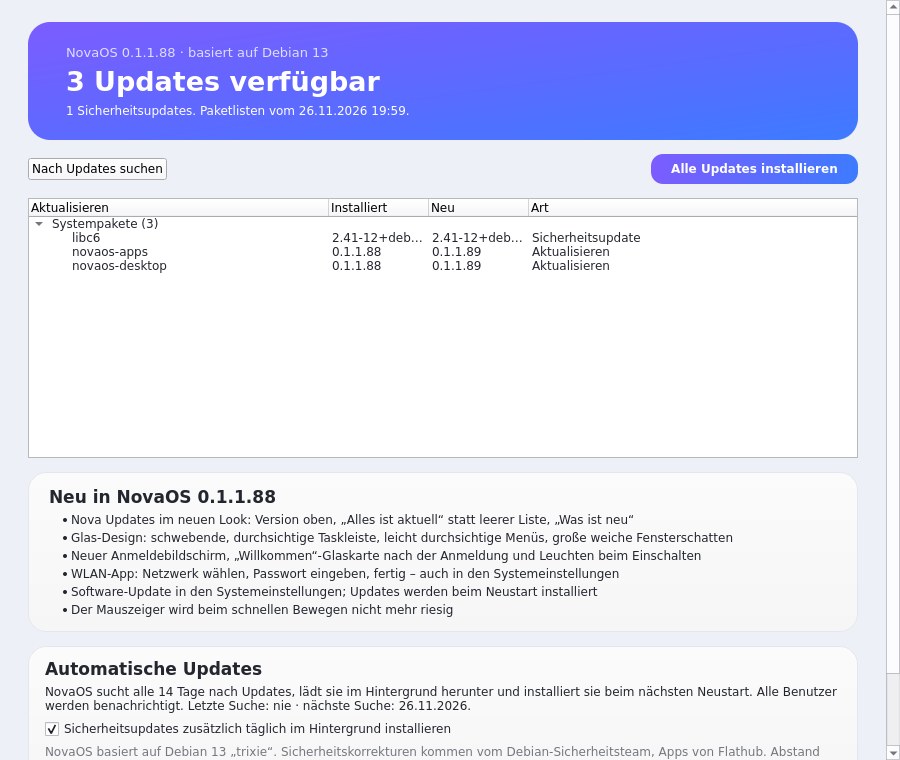 NovaOS 0.1.1.88 · basiert auf Debian 13
3 Updates verfügbar
1 Sicherheitsupdates. Paketlisten vom 26.11.2026 19:59.
Nach Updates suchen
Alle Updates installieren
Aktualisieren Installiert Neu Art
Systempakete (3)
libc6 2.41-12+deb... 2.41-12+deb... Sicherheitsupdate
novaos-apps 0.1.1.88 0.1.1.89 Aktualisieren
novaos-desktop 0.1.1.88 0.1.1.89 Aktualisieren
Neu in NovaOS 0.1.1.88
• Nova Updates im neuen Look: Version oben, „Alles ist aktuell“ statt leerer Liste, „Was ist neu“
• Glas-Design: schwebende, durchsichtige Taskleiste, leicht durchsichtige Menüs, große weiche Fensterschatten
• Neuer Anmeldebildschirm, „Willkommen“-Glaskarte nach der Anmeldung und Leuchten beim Einschalten
• WLAN-App: Netzwerk wählen, Passwort eingeben, fertig – auch in den Systemeinstellungen
• Software-Update in den Systemeinstellungen; Updates werden beim Neustart installiert
• Der Mauszeiger wird beim schnellen Bewegen nicht mehr riesig
Automatische Updates
NovaOS sucht alle 14 Tage nach Updates, lädt sie im Hintergrund herunter und installiert sie beim nächsten Neustart. Alle Benutzer
werden benachrichtigt. Letzte Suche: nie · nächste Suche: 26.11.2026.
Sicherheitsupdates zusätzlich täglich im Hintergrund installieren
NovaOS basiert auf Debian 13 „trixie“. Sicherheitskorrekturen kommen vom Debian-Sicherheitsteam, Apps von Flathub. Abstand